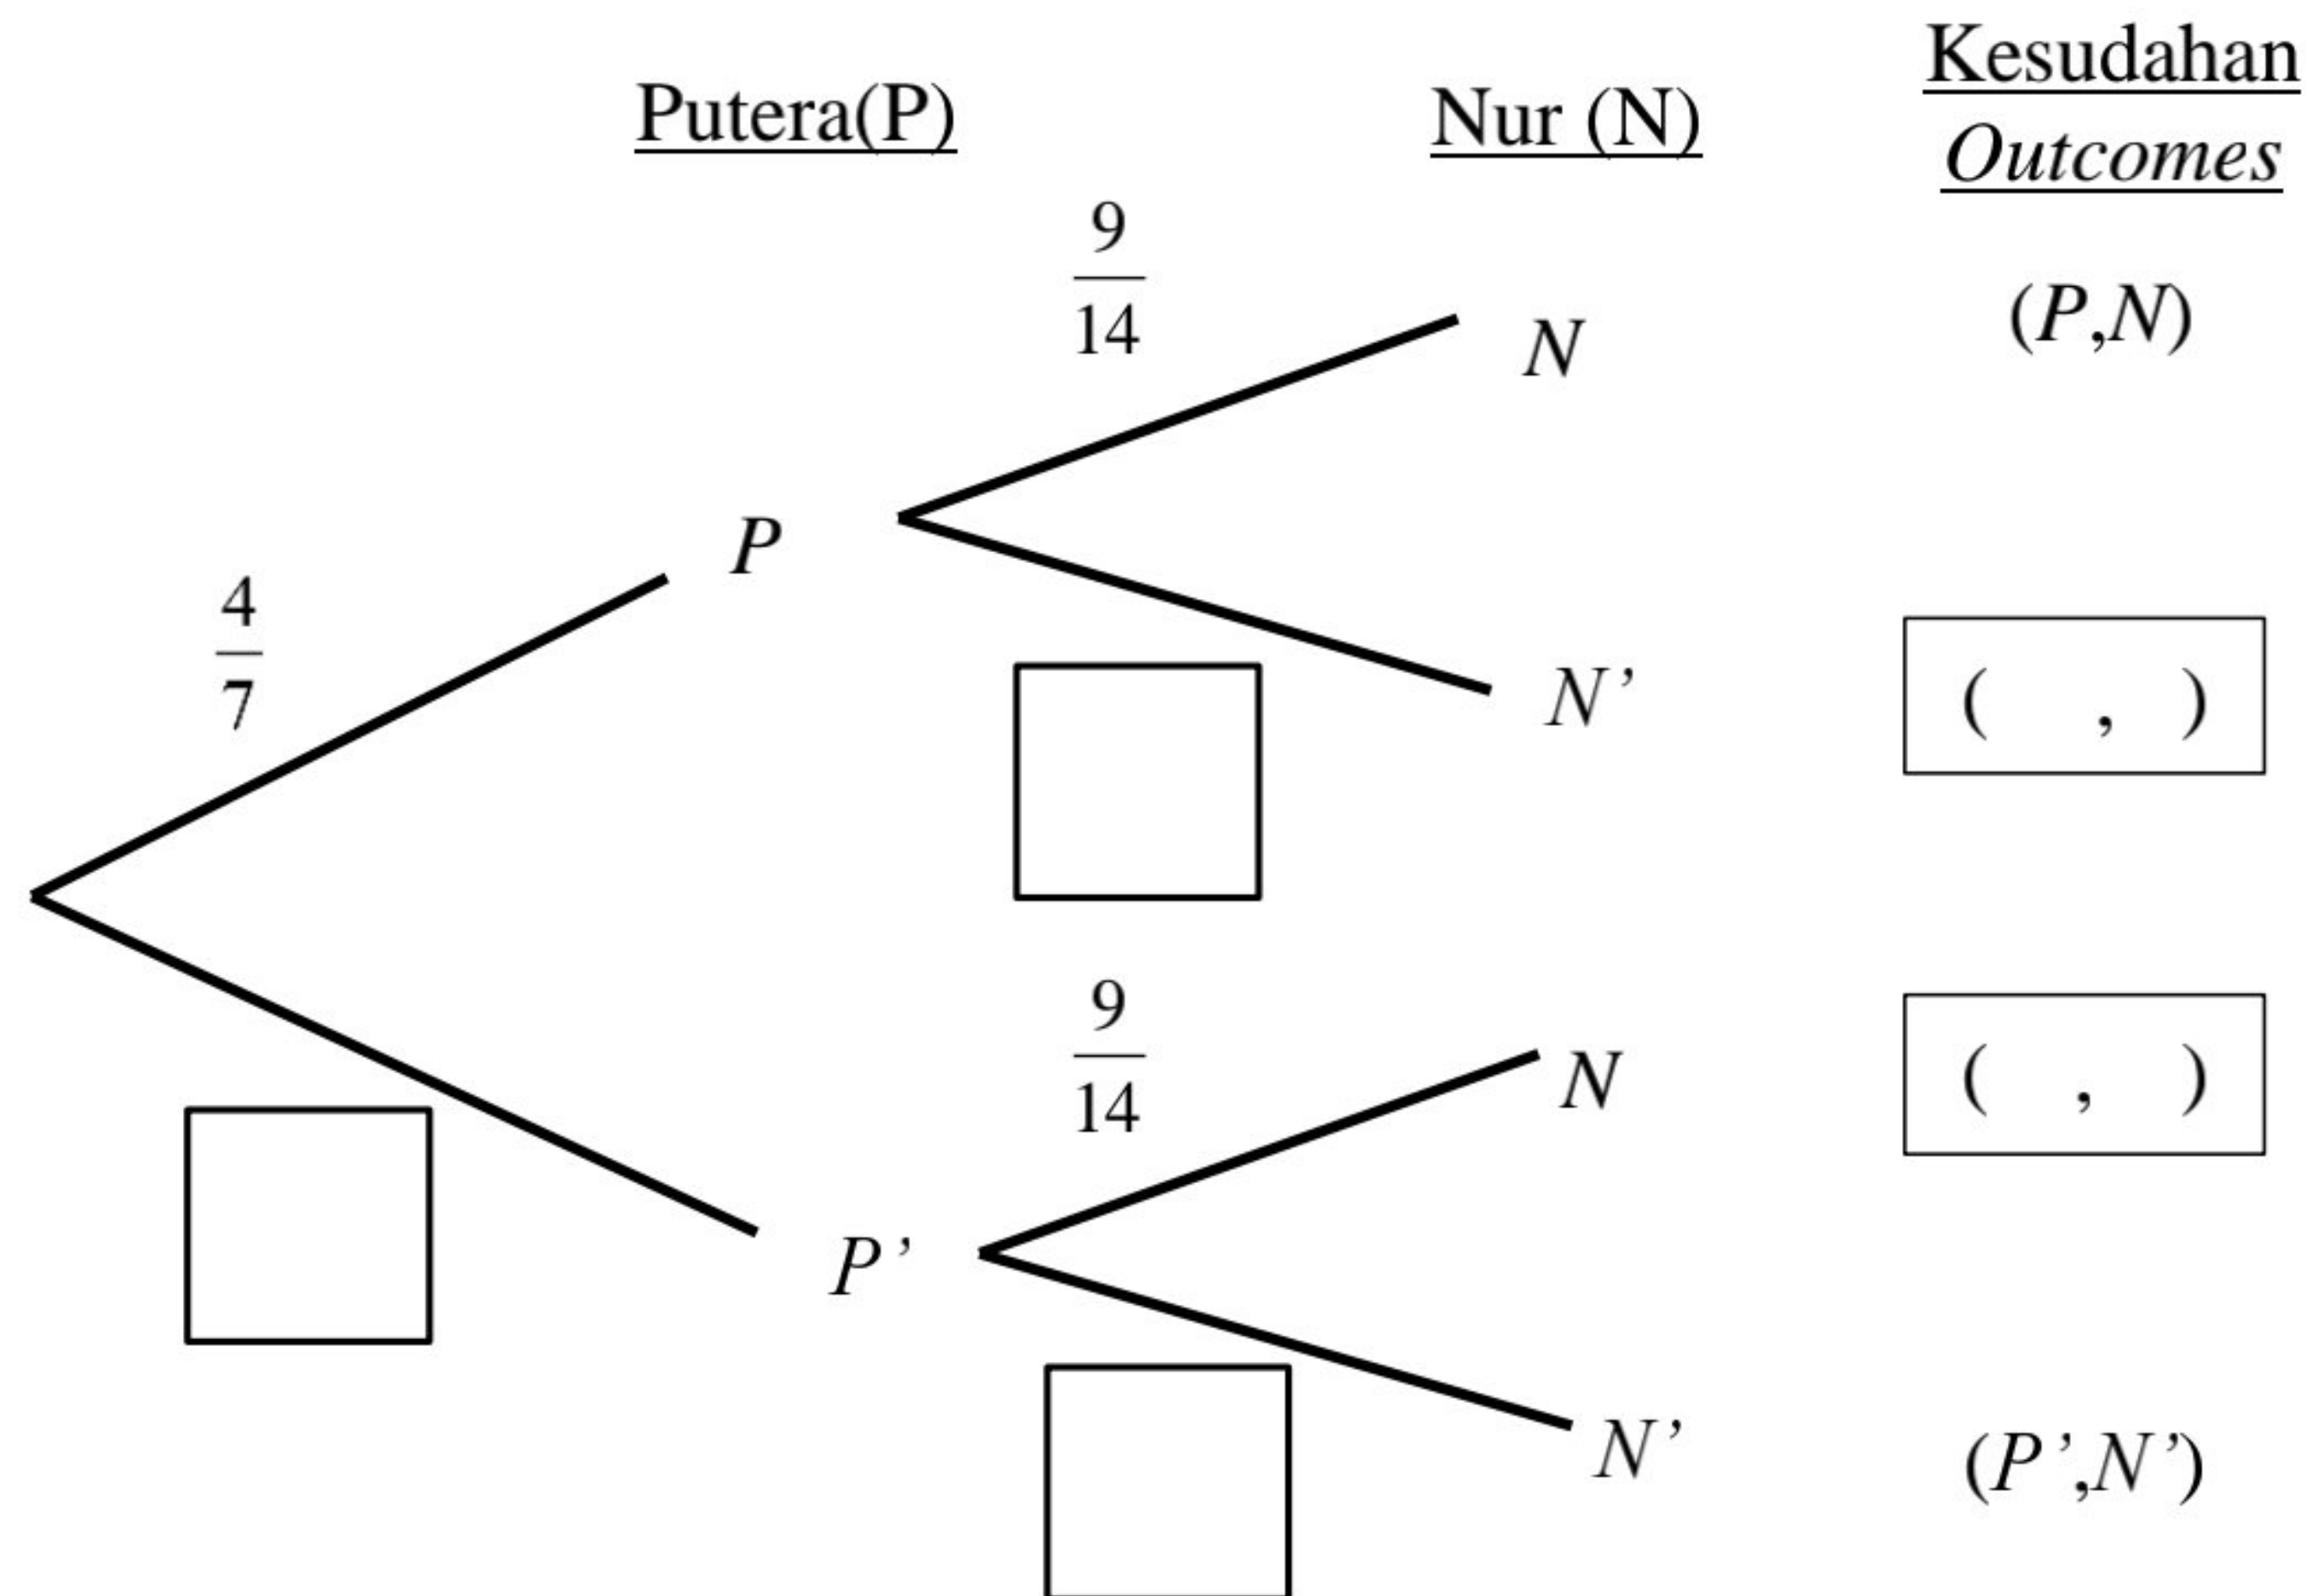 Kesudahan
Putera(P) Nur (N) Outcomes
9
14
N (P,N)
P
4
7
N’ ( , )
9
14
N ( , )
P’
N’ (P’,N’)